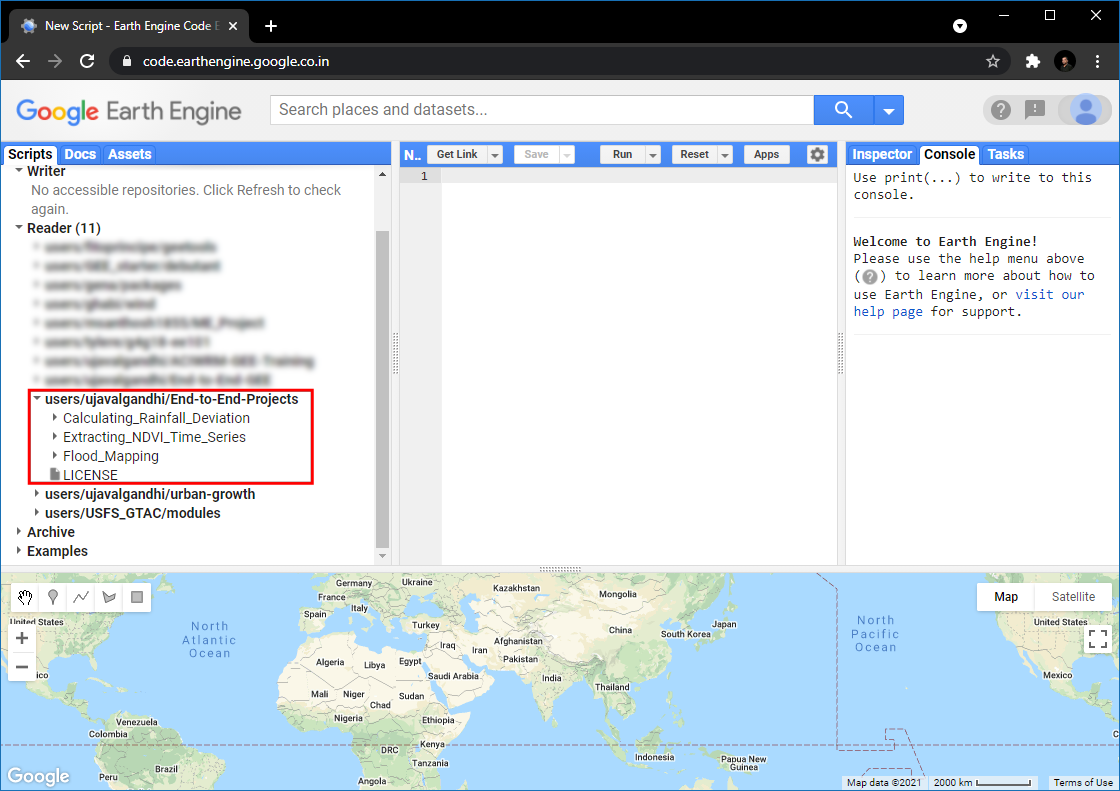 New Script - Earth Engine Code E
code.earthengine.google.co.in
Google Earth Engine
Search places and datasets...
Scripts Docs Assets
Writer
No accessible repositories. Click Refresh to check
again.
Reader (11)
users/ujavalgandhi/End-to-End-Projects
Calculating_Rainfall_Deviation
Extracting_NDVI_Time_Series
Flood_Mapping
LICENSE
users/ujavalgandhi/urban-growth
users/USFS_GTAC/modules
Archive
Examples
N.. Get Link Save Run Reset Apps
1
Inspector Console Tasks
Use print(...) to write to this
console.
Welcome to Earth Engine!
Please use the help menu above
(?) to learn more about how to
use Earth Engine, or visit our
help page for support.
Map Satellite
United States
North
Atlantic
Ocean
ico
Venezuela
Colombia
Peru
Brazil
Germany
Ukraine
France
Italy
Spain
Turkey
Kazakhstan
Mongolia
China
Japan
South Korea
Iraq
Iran
Afghanistan
Pakistan
Algeria
Libya
Egypt
Saudi Arabia
India
Thailand
Mali
Niger
Chad
Sudan
Nigeria
Ethiopia
DRC
Kenya
Tanzania
Angola
Indonesia
Papua New
Guinea
North
Pacific
Ocean
United States
Mexico
Google
Map data ©2021 2000 km Terms of Use